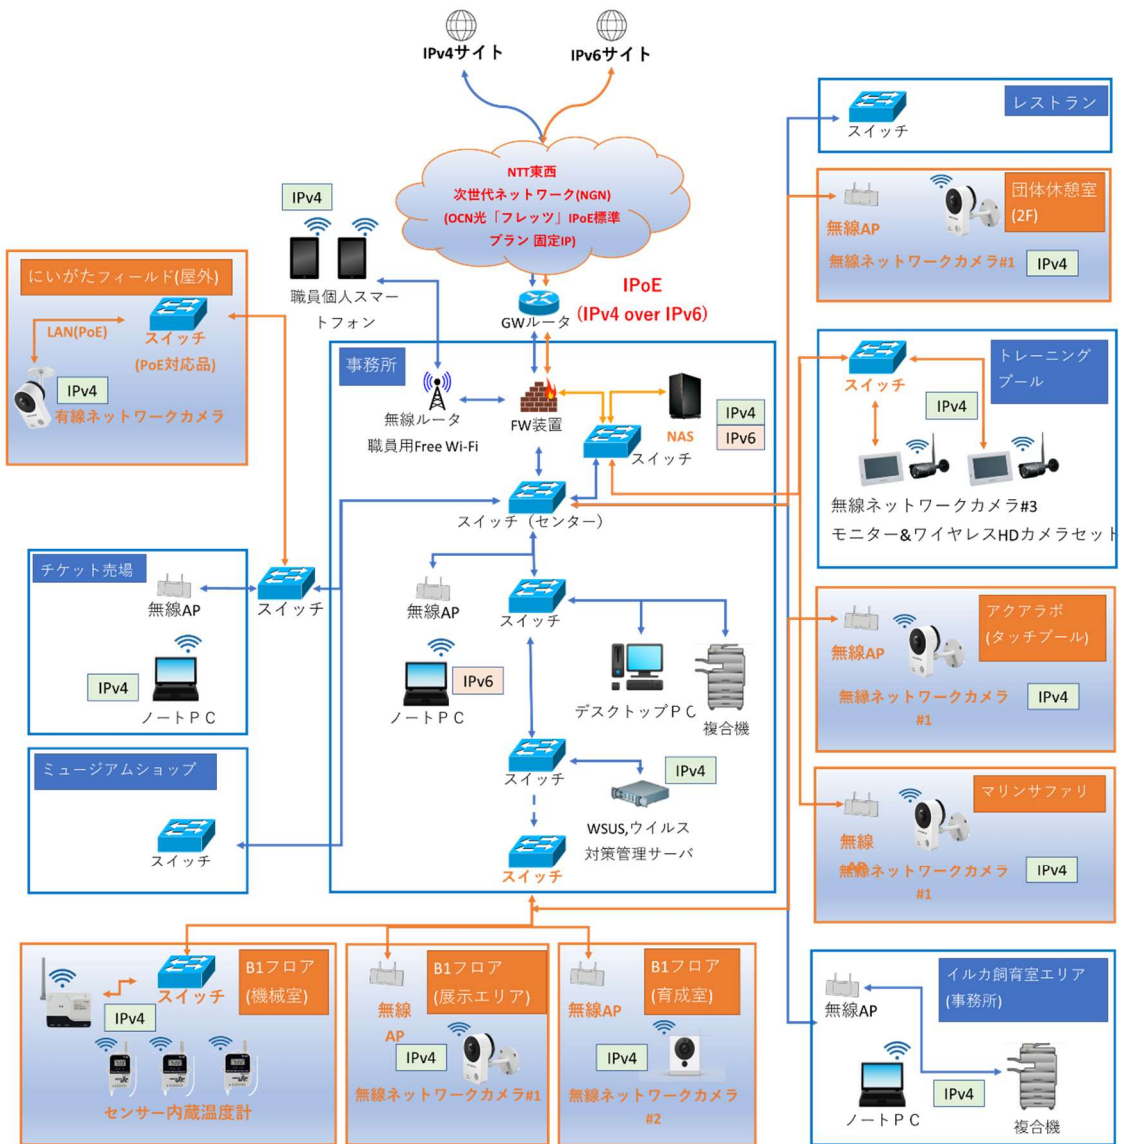 IPv4サイト
IPv6サイト
NTT東西
次世代ネットワーク(NGN)
(OCN光「フレッツ」IPoE標準
プラン 固定IP)
IPoE
(IPv4 over IPv6)
GWルータ
IPv4
職員個人スマー
トフォン
にいがたフィールド(屋外)
LAN(PoE)
スイッチ
(PoE対応品)
IPv4
有線ネットワークカメラ
事務所
無線ルータ
職員用Free Wi-Fi
FW装置
NAS
IPv4
IPv6
スイッチ
スイッチ（センター）
無線AP
スイッチ
ノートＰＣ
IPv6
デスクトップＰＣ
複合機
スイッチ
IPv4
WSUS,ウイルス
対策管理サーバ
スイッチ
チケット売場
無線AP
スイッチ
IPv4
ノートＰＣ
ミュージアムショップ
スイッチ
レストラン
スイッチ
団体休憩室
(2F)
無線AP
無線ネットワークカメラ#1
IPv4
トレーニング
プール
スイッチ
IPv4
無線ネットワークカメラ#3
モニター&ワイヤレスHDカメラセット
アクアラボ
(タッチプール)
無線AP
無線ネットワークカメラ
#1
IPv4
マリンサファリ
無線
AP
無線ネットワークカメラ
#1
IPv4
イルカ飼育室エリア
(事務所)
無線AP
ノートＰＣ
IPv4
複合機
B1フロア
(機械室)
スイッチ
IPv4
センサー内蔵温度計
B1フロア
(展示エリア)
無線
AP
IPv4
無線ネットワークカメラ#1
B1フロア
(育成室)
無線AP
IPv4
無線ネットワークカメラ
#2